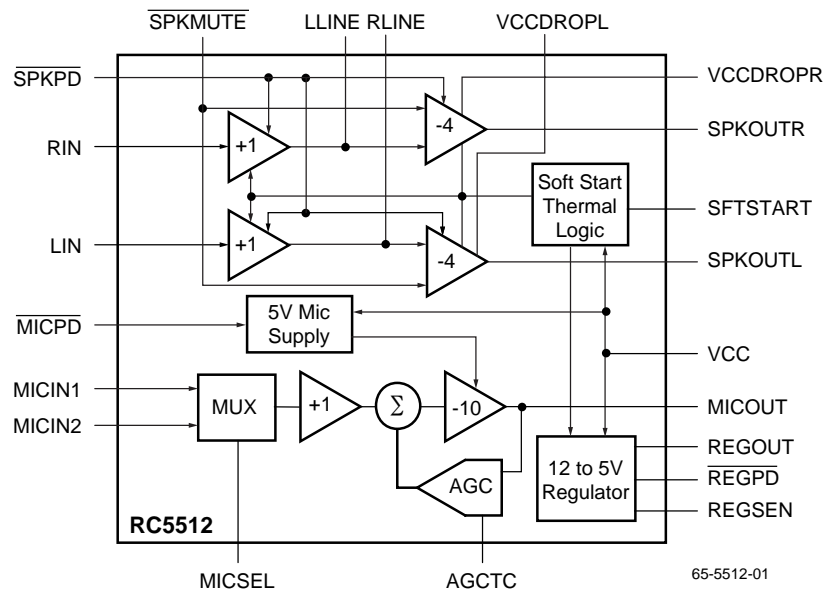 SPKMUTE
LLINE RLINE
VCCDROPL
SPKPD
VCCDROPR
-4
SPKOUTR
RIN
+1
Soft Start
Thermal
Logic
SFTSTART
LIN
+1
-4
SPKOUTL
MICPD
5V Mic
Supply
VCC
MICIN1
MICIN2
MUX
+1
Σ
-10
MICOUT
REGOUT
12 to 5V
Regulator
REGPD
REGSEN
AGC
RC5512
MICSEL
AGCTC
65-5512-01